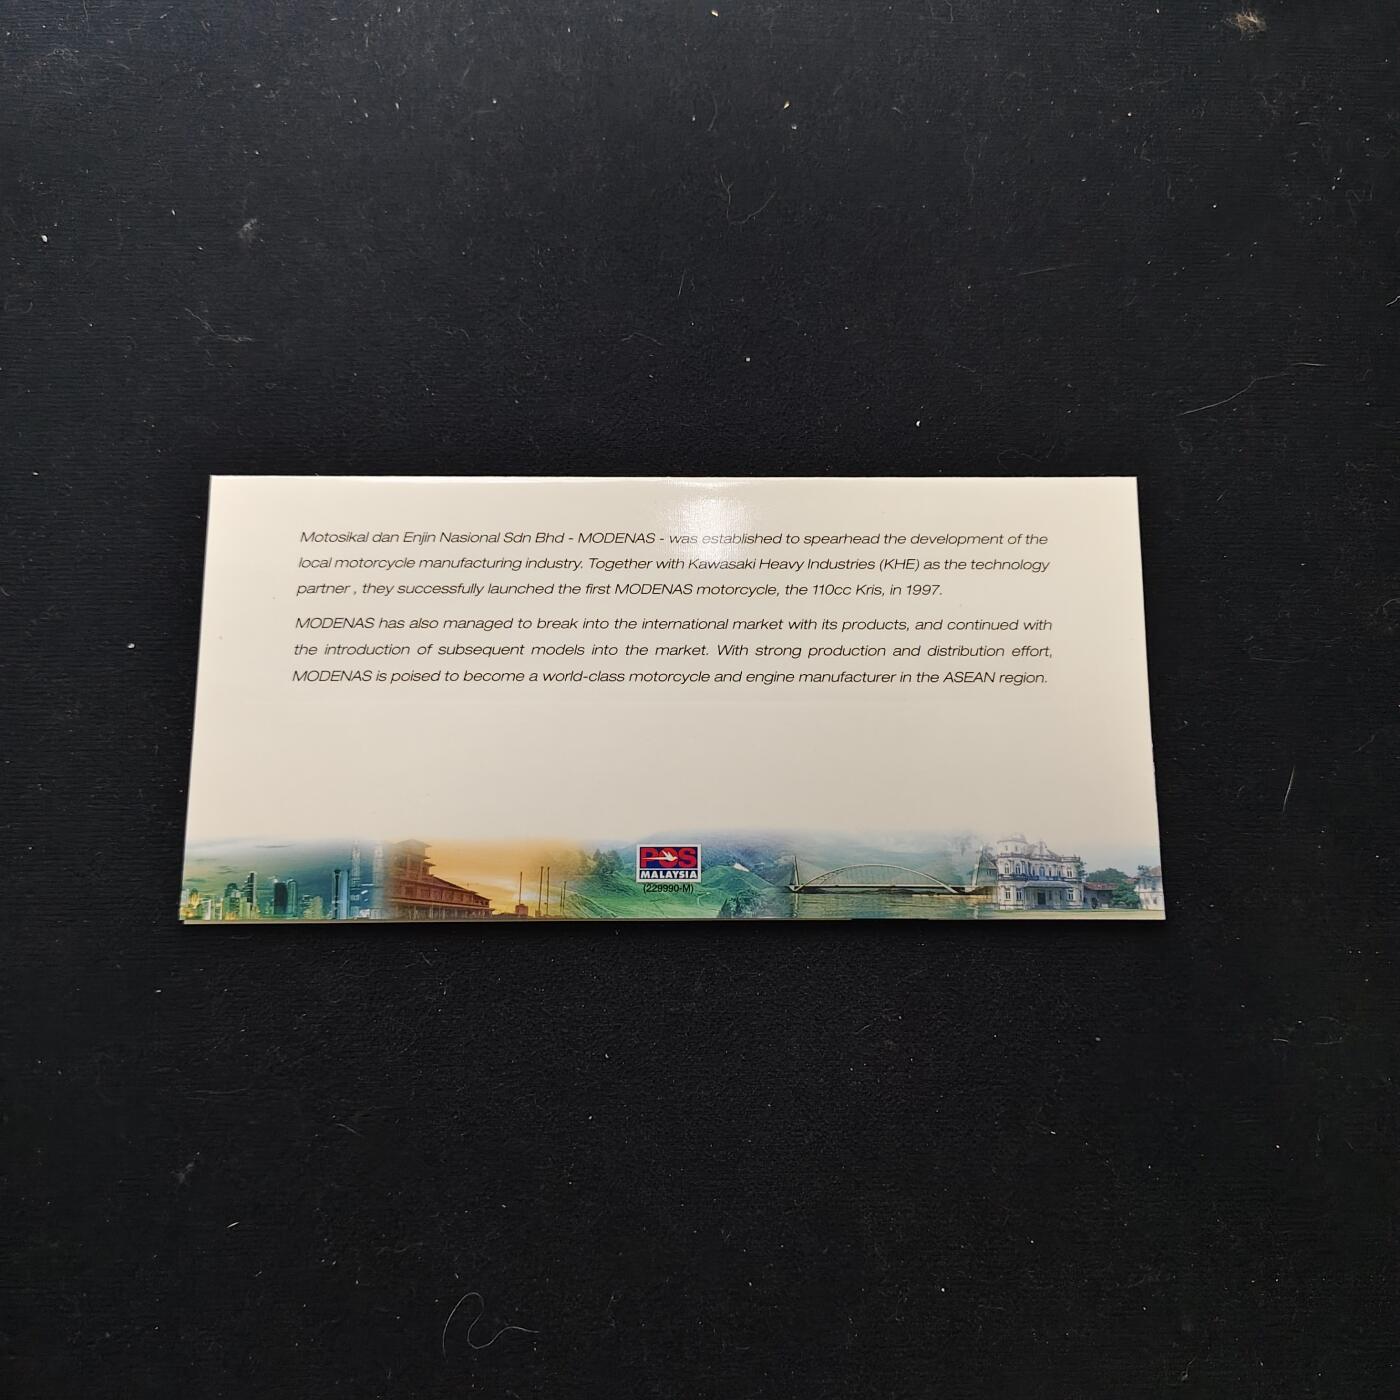 Motosikal dan Enjin Nasional Sdn Bhd - MODENAS - was established to spearhead the development of the
local motorcycle manufacturing industry. Together with Kawasaki Heavy Industries (KHE) as the technology
partner , they successfully launched the first MODENAS motorcycle, the 110cc Kris, in 1997.
MODENAS has also managed to break into the international market with its products, and continued with
the introduction of subsequent models into the market. With strong production and distribution effort,
MODENAS is poised to become a world-class motorcycle and engine manufacturer in the ASEAN region.
POS
MALAYSIA
(229990-M)